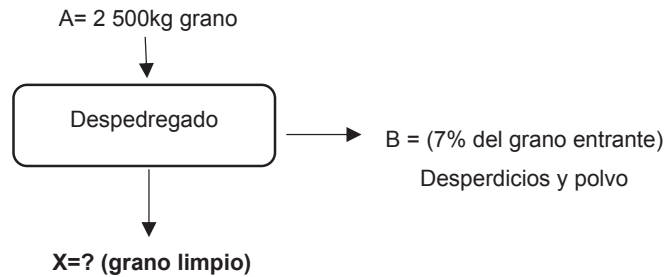 A= 2 500kg grano
Despedregado
B = (7% del grano entrante)
Desperdicios y polvo
X=? (grano limpio)